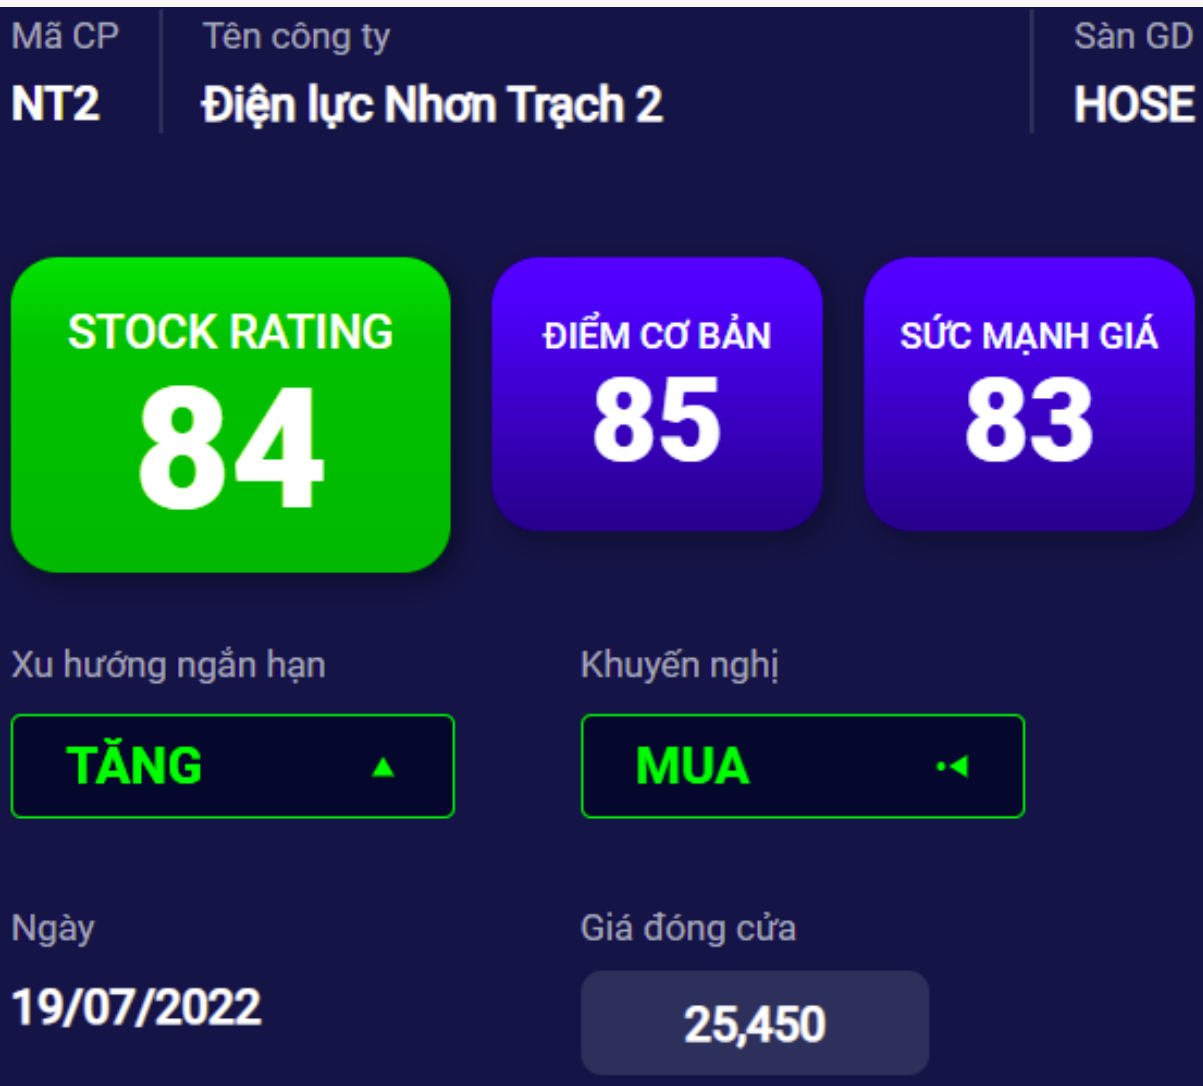 Mã CP Tên công ty Sàn GD
NT2 Điện lực Nhơn Trạch 2 HOSE
STOCK RATING ĐIỂM CƠ BẢN SỨC MẠNH GIÁ
84 85 83
Xu hướng ngắn hạn Khuyến nghị
TĂNG MUA
Ngày Giá đóng cửa
19/07/2022 25,450